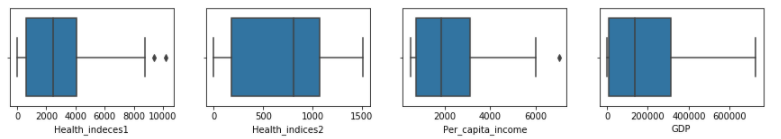 0 2000 4000 6000 8000 10000
Health_indeces1
0 500 1000 1500
Health_indices2
2000 4000 6000
Per_capita_income
0 200000 400000 600000
GDP